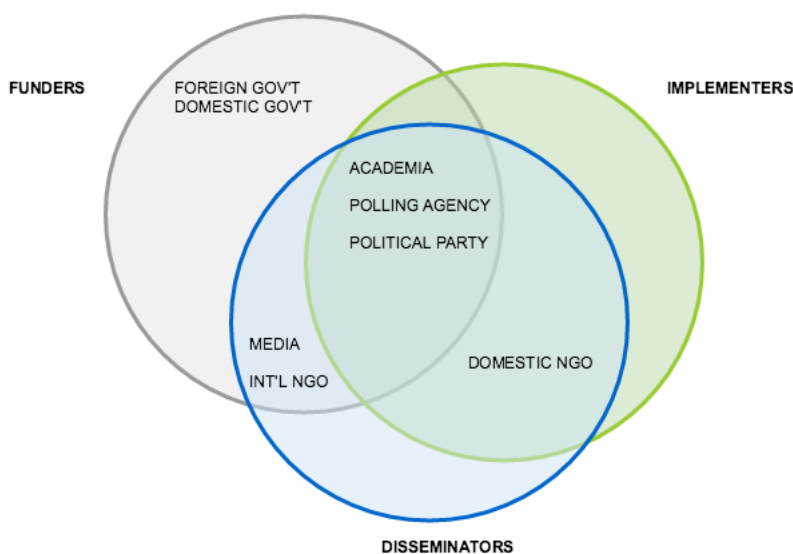 FUNDERS
FOREIGN GOV'T
DOMESTIC GOV'T
IMPLEMENTERS
ACADEMIA
POLLING AGENCY
POLITICAL PARTY
MEDIA
INT'L NGO
DOMESTIC NGO
DISSEMINATORS